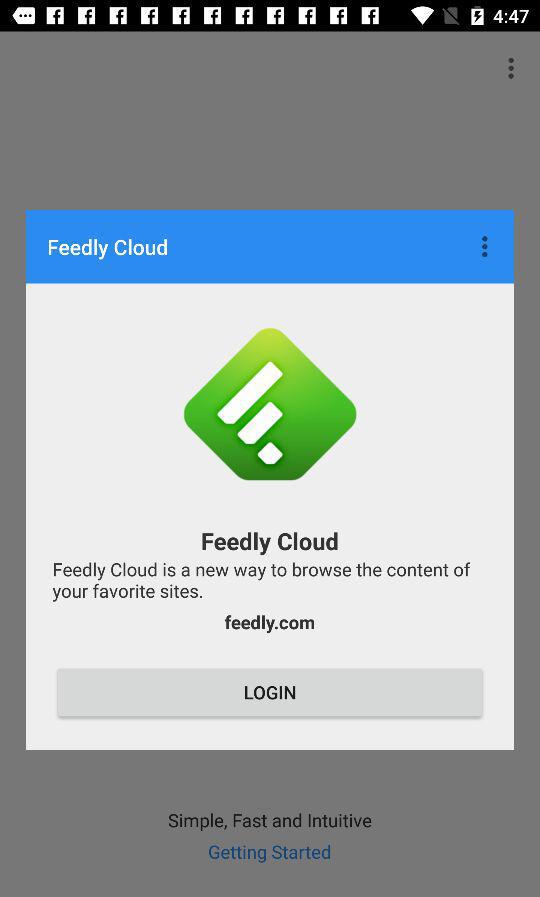 4:47
Feedly Cloud
Feedly Cloud
Feedly Cloud is a new way to browse the content of
your favorite sites.
feedly.com
LOGIN
Simple, Fast and Intuitive
Getting Started